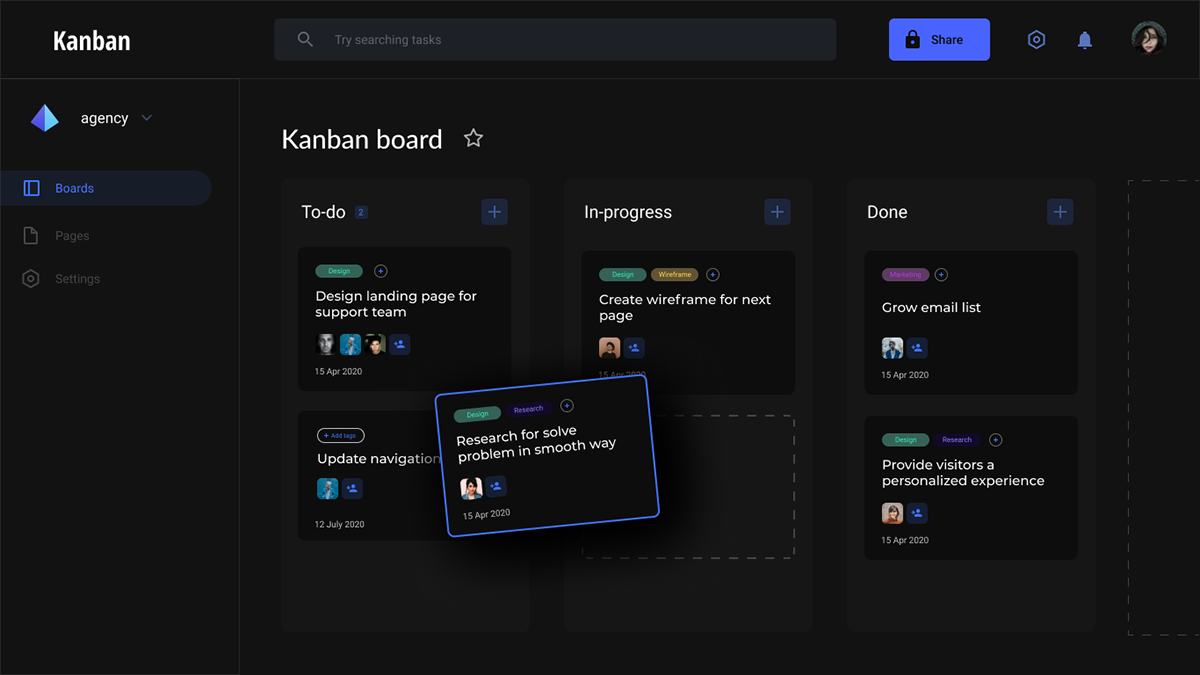 Kanban
Try searching tasks
Share
agency
Boards
Pages
Settings
Kanban board
To-do 2
Design
Design landing page for
support team
15 Apr 2020
+ Add tags
Update navigation
12 July 2020
Design Research
Research for solve
problem in smooth way
15 Apr 2020
In-progress
Design Wireframe
Create wireframe for next
page
15 Apr 2020
Done
Marketing
Grow email list
15 Apr 2020
Design Research
Provide visitors a
personalized experience
15 Apr 2020